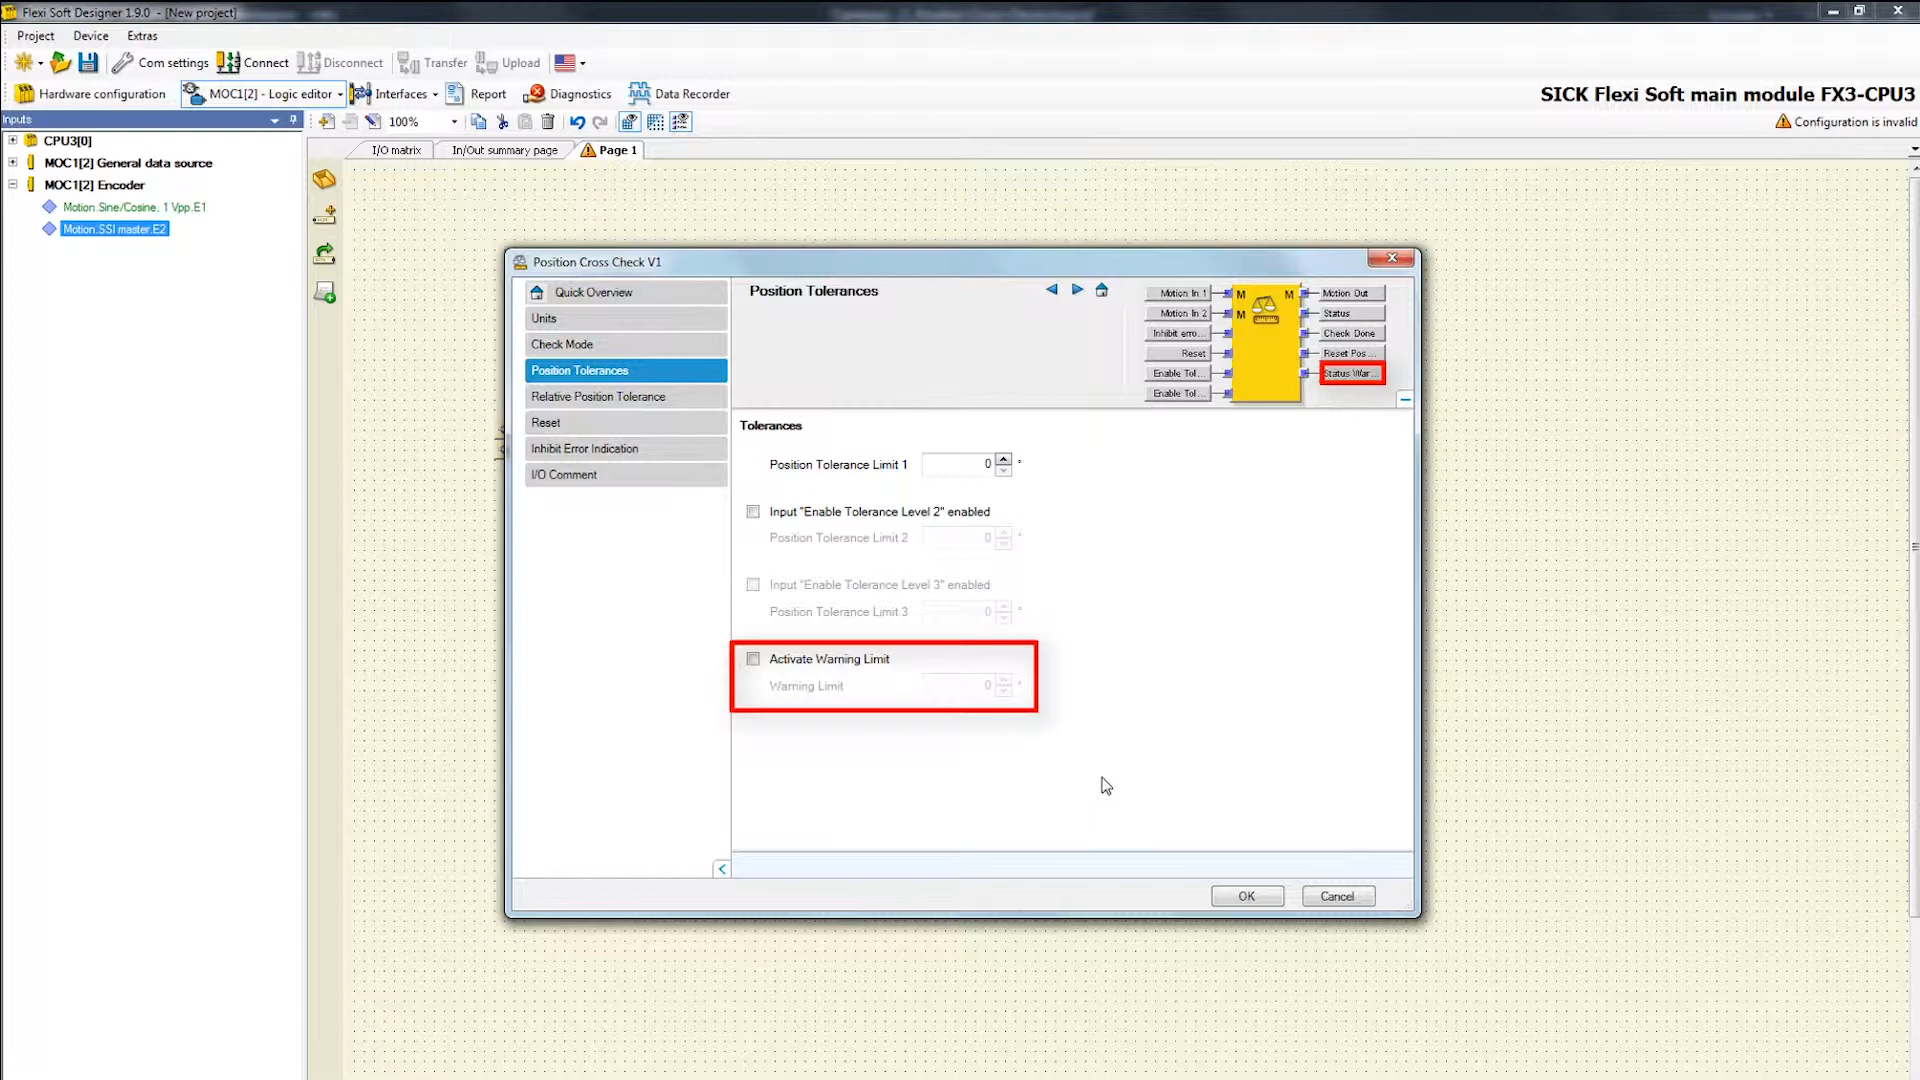 Flexi Soft Designer 1.9.0 - [New project]
Project Device Extras
Com settings Connect Disconnect Transfer Upload
Hardware configuration MOC1[2] - Logic editor Interfaces Report Diagnostics Data Recorder
SICK Flexi Soft main module FX3-CPU3
Inputs
100%
Configuration is invalid
CPU3[0]
MOC1[2] General data source
MOC1[2] Encoder
Motion.Sine/Cosine, 1 Vpp.E1
Motion.SSI master.E2
I/O matrix In/Out summary page Page 1
Position Cross Check V1
Quick Overview
Units
Check Mode
Position Tolerances
Relative Position Tolerance
Reset
Inhibit Error Indication
I/O Comment
Position Tolerances
Motion In 1 M M Motion Out
Motion In 2 M Status
Inhibit erro... Check Done
Reset Reset Pos...
Enable Tol... Status War...
Enable Tol...
Tolerances
Position Tolerance Limit 1 0 °
Input "Enable Tolerance Level 2" enabled
Position Tolerance Limit 2 0 °
Input "Enable Tolerance Level 3" enabled
Position Tolerance Limit 3 0 °
Activate Warning Limit
Warning Limit 0 °
OK Cancel